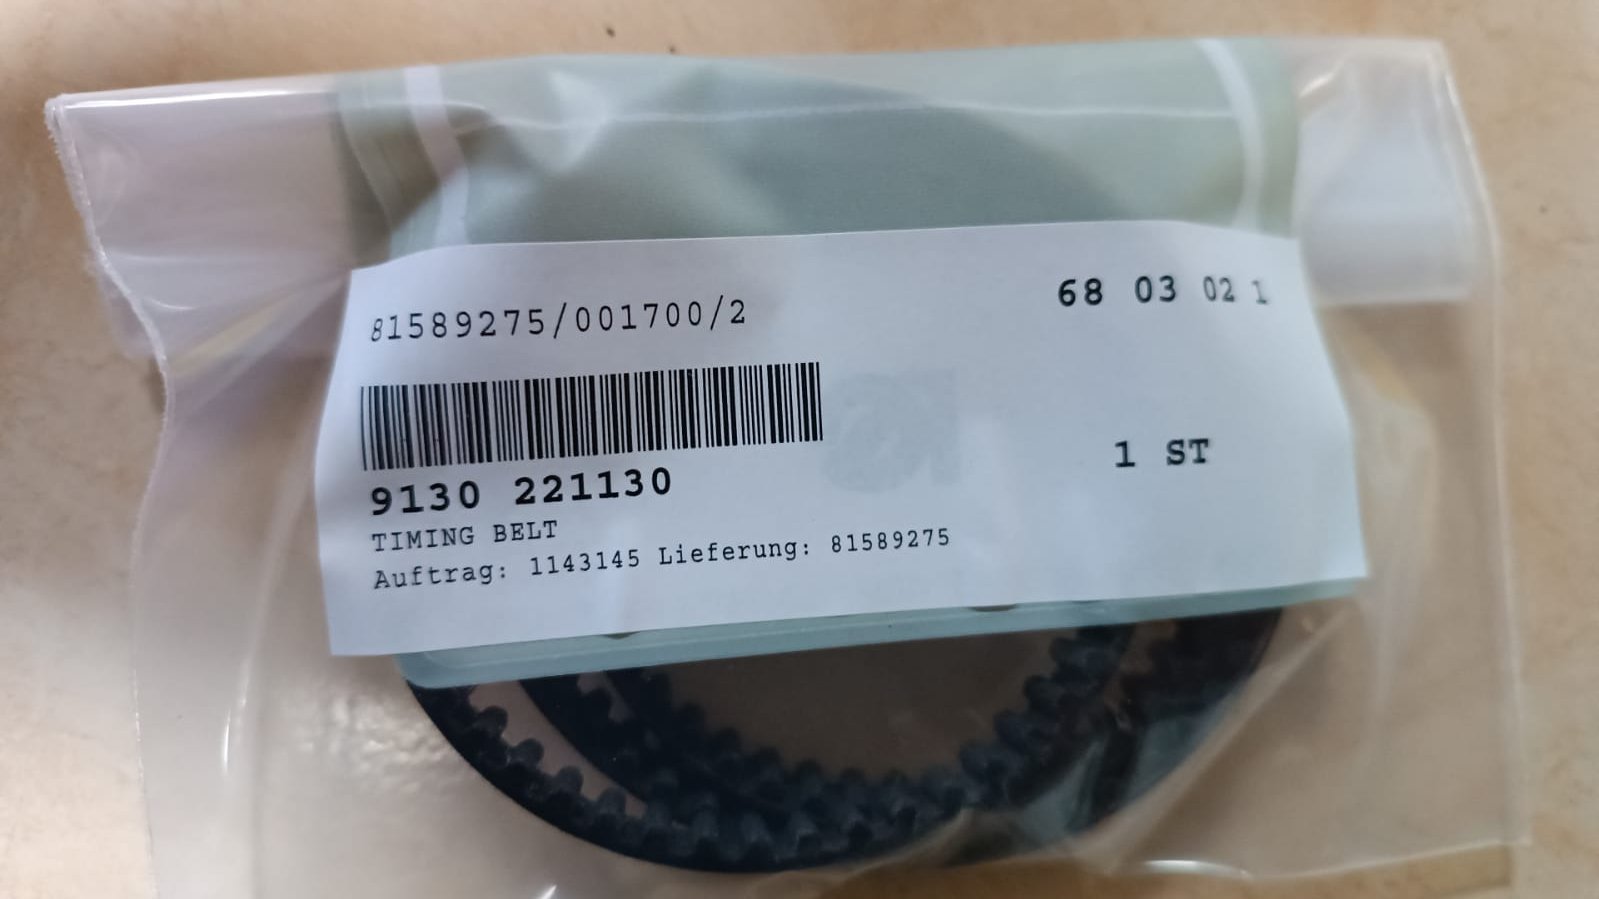 81589275/001700/2
68 03 02 1
9130 221130
1 ST
TIMING BELT
Auftrag: 1143145 Lieferung: 81589275